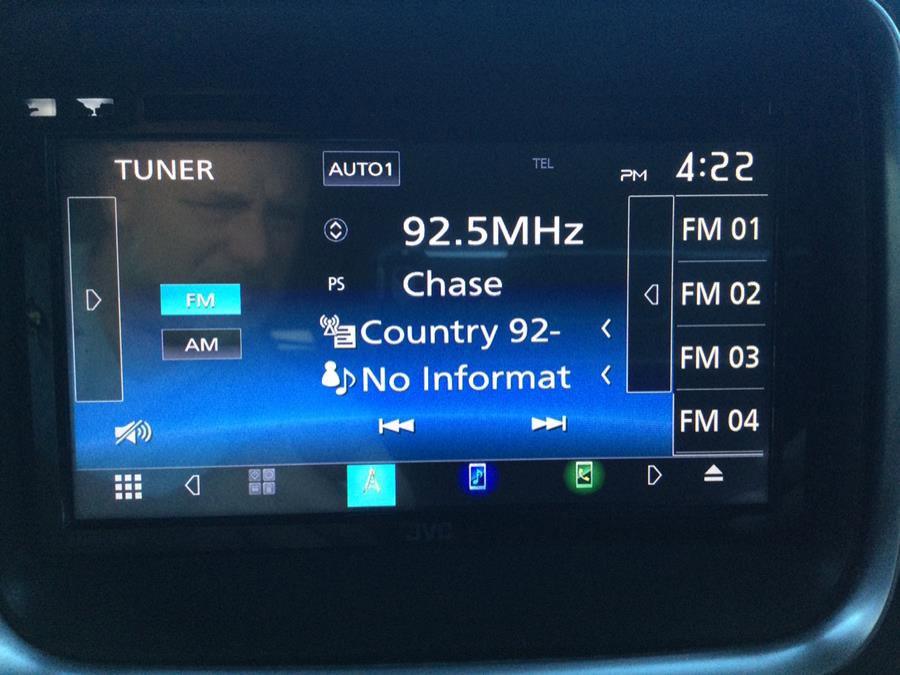 TUNER AUTO1 TEL PM 4:22
92.5MHz
PS Chase
Country 92-
No Informat
FM
AM
FM 01
FM 02
FM 03
FM 04
JVC